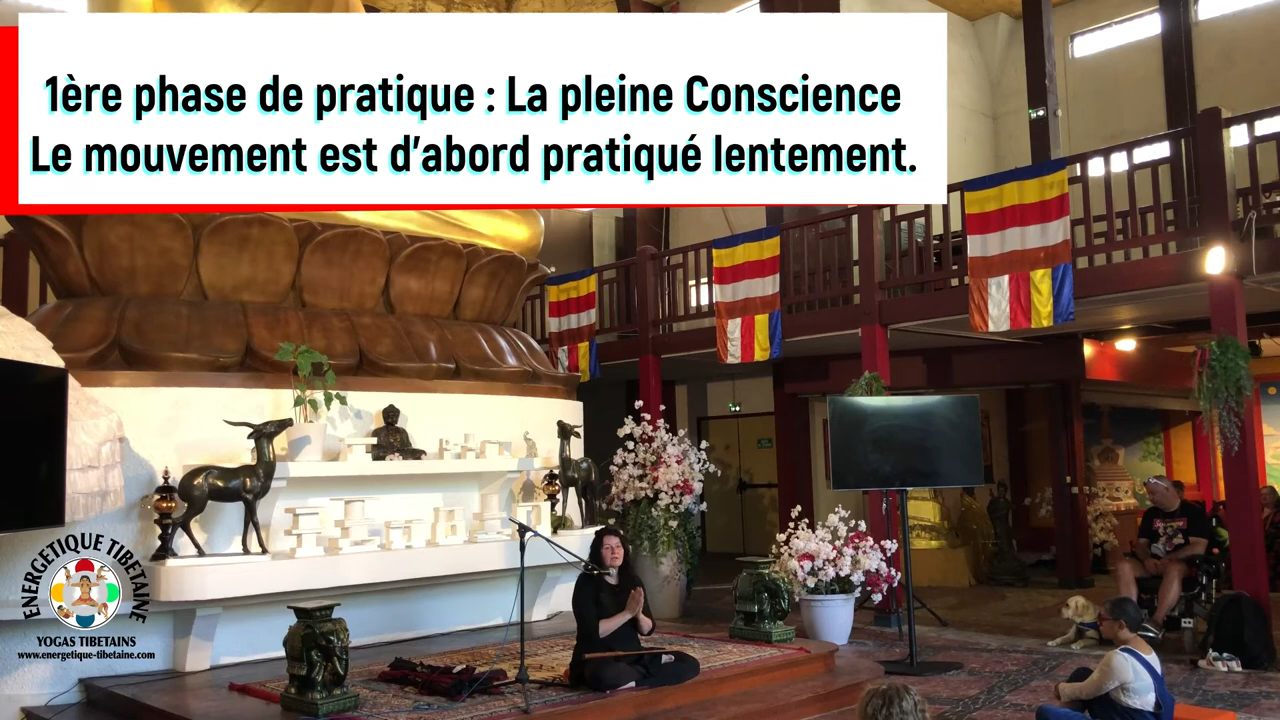 1ère phase de pratique : La pleine Conscience
Le mouvement est d'abord pratiqué lentement.
ENERGETIQUE TIBETAINE
YOGAS TIBETAINS
www.energetique-tibetaine.com